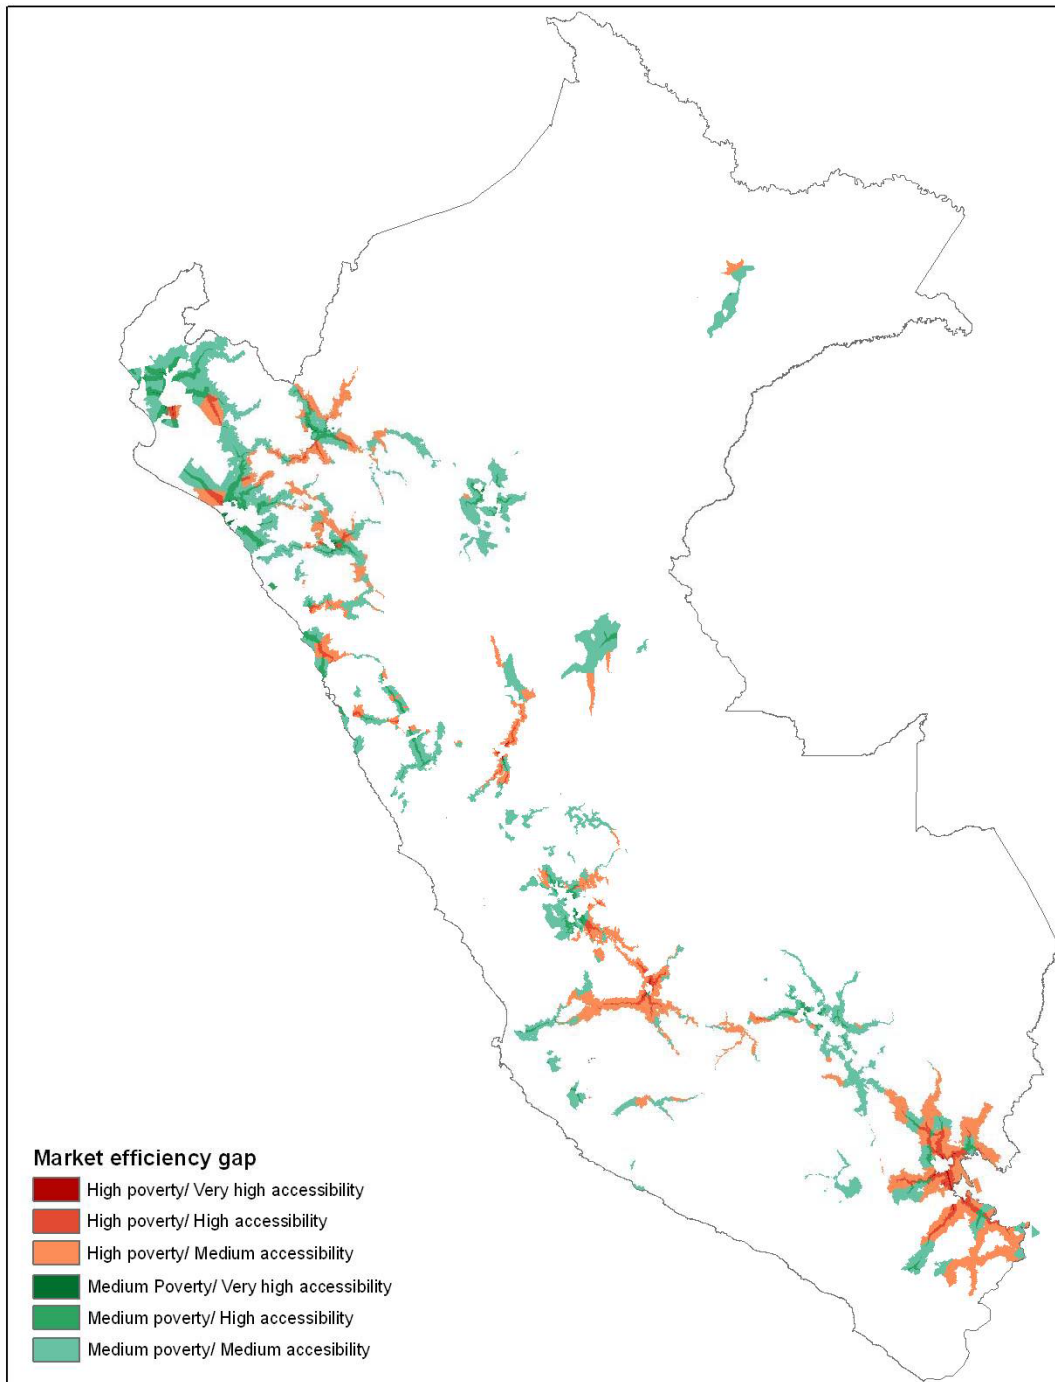 Market efficiency gap
High poverty/ Very high accessibility
High poverty/ High accessibility
High poverty/ Medium accessibility
Medium Poverty/ Very high accessibility
Medium poverty/ High accessibility
Medium poverty/ Medium accesibility